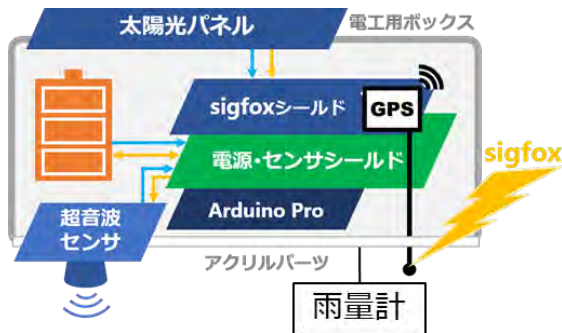 太陽光パネル
電工用ボックス
sigfoxシールド
GPS
電源・センサシールド
sigfox
Arduino Pro
超音波
センサ
アクリルパーツ
雨量計